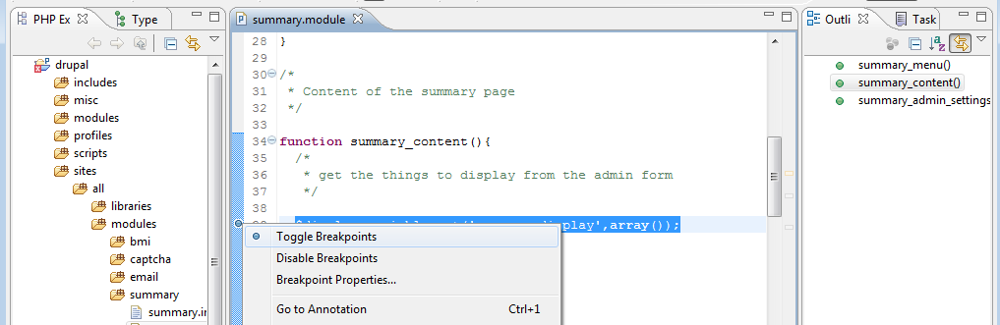 PHP Ex
Type
drupal
includes
misc
modules
profiles
scripts
sites
all
libraries
modules
bmi
captcha
email
summary
summary.ir
summary.module
28 }
29
30 /*
31 * Content of the summary page
32 */
33
34 function summary_content(){
35 /*
36 * get the things to display from the admin form
37 */
38
display',array());
Toggle Breakpoints
Disable Breakpoints
Breakpoint Properties...
Go to Annotation Ctrl+1
Outli
Task
summary_menu()
summary_content()
summary_admin_settings